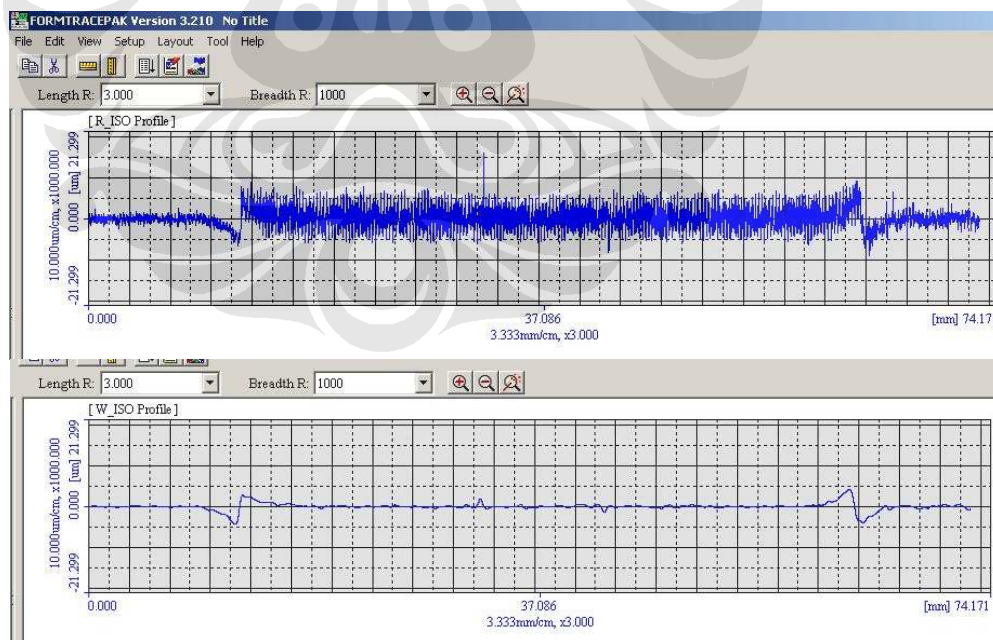 FORMTRACEPAK Version 3.210 No Title
File Edit View Setup Layout Tool Help
Length R: 3.000 Breadth R: 1000
[ R_ISO Profile ]
10.000um/cm, x1000.000
-21.299 0.000 [um] 21.299
0.000 37.086 [mm] 74.17
3.333mm/cm, x3.000
Length R: 3.000 Breadth R: 1000
[ W_ISO Profile ]
10.000um/cm, x1000.000
-21.299 0.000 [um] 21.299
0.000 37.086 [mm] 74.171
3.333mm/cm, x3.000